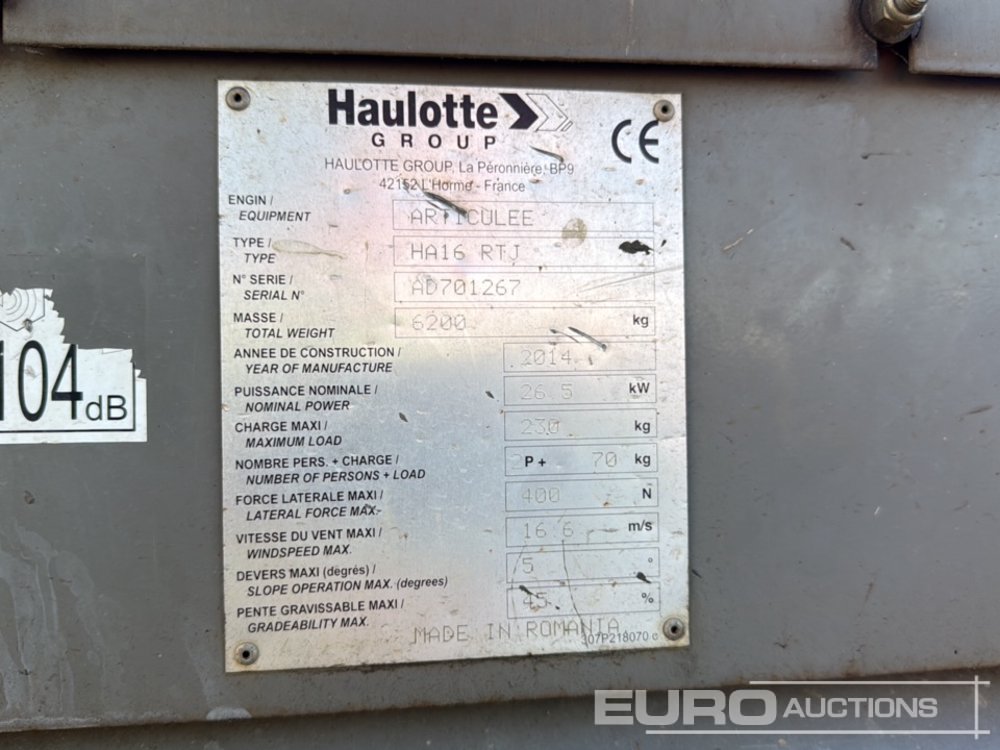 Haulotte
GROUP
CE
HAULOTTE GROUP, La Péronnière, BP9
42152 L'Horme - France
ENGIN /
EQUIPMENT
ARTICULEE
TYPE /
TYPE
HA16 RTJ
N° SERIE /
SERIAL N°
AD701267
MASSE /
TOTAL WEIGHT
6200 kg
ANNEE DE CONSTRUCTION /
YEAR OF MANUFACTURE
2014
PUISSANCE NOMINALE /
NOMINAL POWER
26.5 kW
CHARGE MAXI /
MAXIMUM LOAD
230 kg
NOMBRE PERS. + CHARGE /
NUMBER OF PERSONS + LOAD
2 P + 70 kg
FORCE LATERALE MAXI /
LATERAL FORCE MAX.
400 N
VITESSE DU VENT MAXI /
WINDSPEED MAX.
16.6 m/s
DEVERS MAXI (degrès) /
SLOPE OPERATION MAX. (degrees)
5 °
PENTE GRAVISSABLE MAXI /
GRADEABILITY MAX.
45 %
MADE IN ROMANIA
307P218070 c
104 dB
EURO AUCTIONS